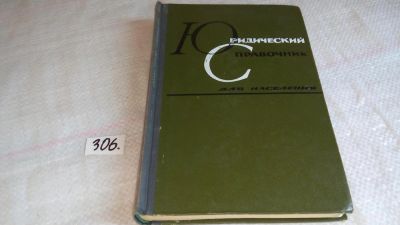 Юридический
Справочник
для населения
306.